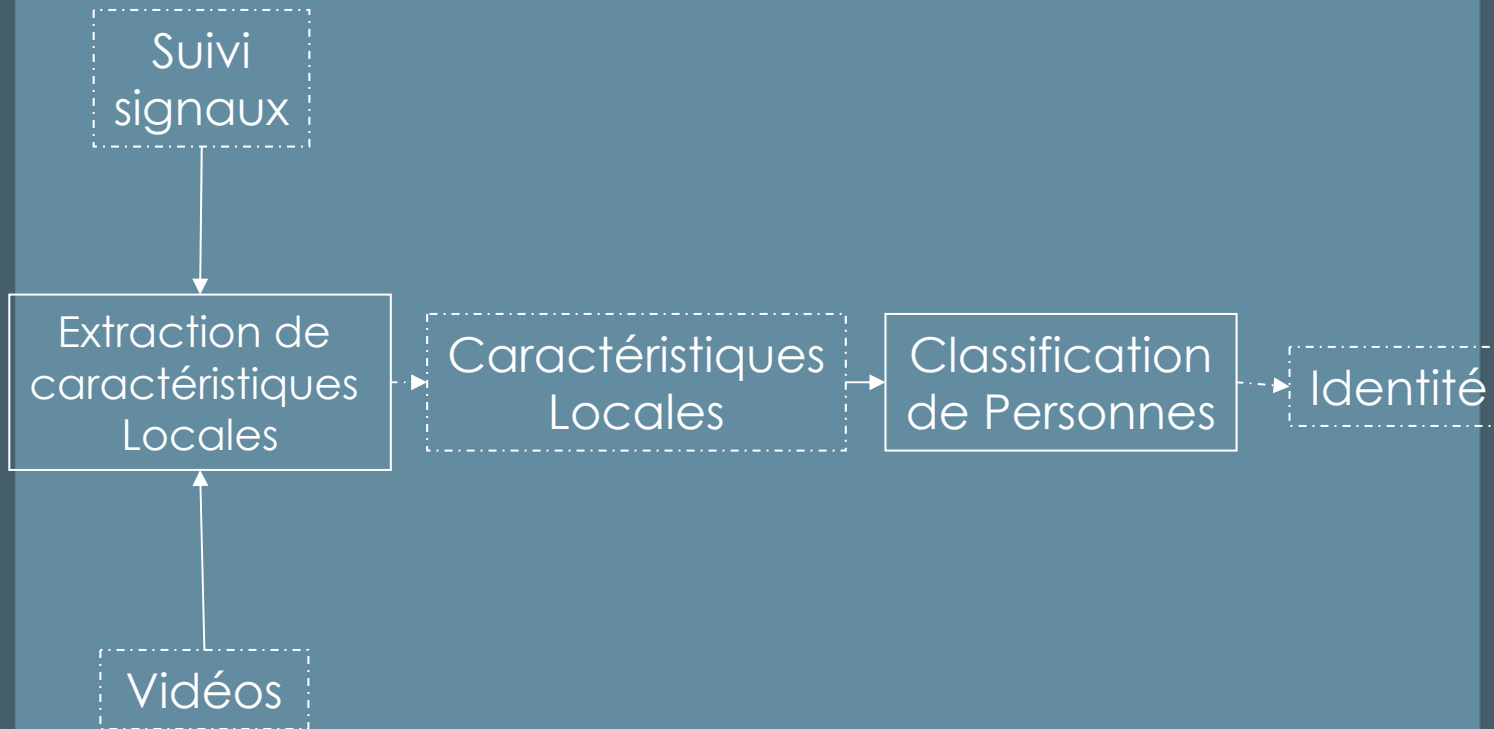 Suivi
signaux
Extraction de
caractéristiques
Locales
Caractéristiques
Locales
Classification
de Personnes
Identité
Vidéos